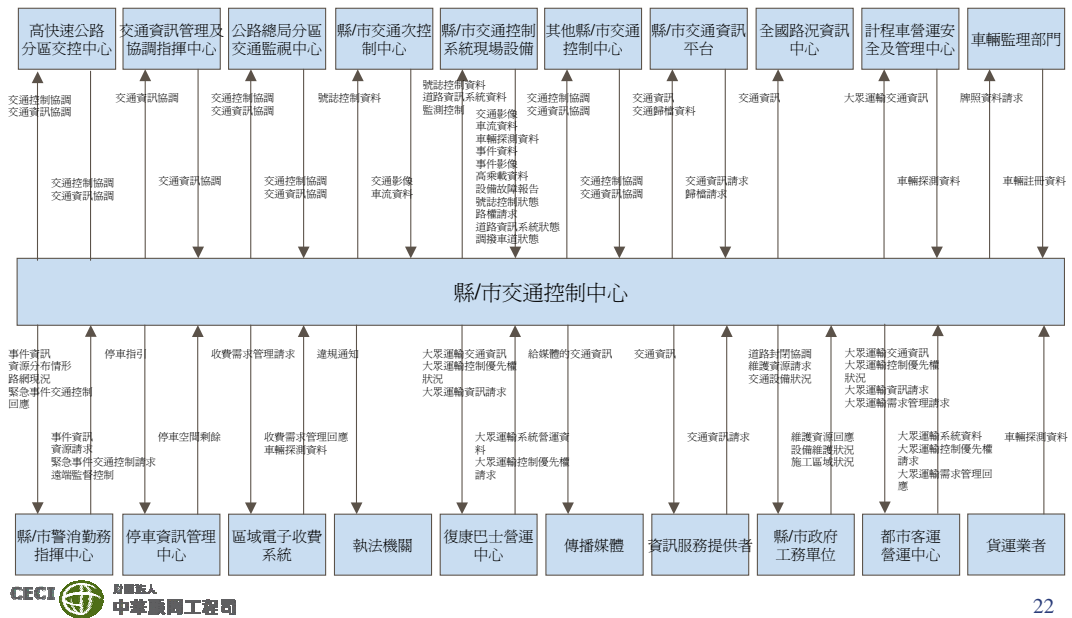 高快速公路
分區交控中心
交通資訊管理及
協調指揮中心
公路總局分區
交通監視中心
縣/市交通次控
制中心
縣/市交通控制
系統現場設備
其他縣/市交通
控制中心
縣/市交通資訊
平台
全國路況資訊
中心
計程車營運安
全及管理中心
車輛監理部門
交通控制協調
交通資訊協調
交通資訊協調
交通控制協調
交通資訊協調
號誌控制資料
號誌控制資料
道路資訊系統資料
監測控制
交通控制協調
交通資訊協調
交通資訊
交通歸檔資料
交通資訊
大眾運輸交通資訊
牌照資料請求
交通控制協調
交通資訊協調
交通資訊協調
交通控制協調
交通資訊協調
交通影像
車流資料
交通影像
車流資料
車輛探測資料
事件資料
事件影像
高乘載資料
設備故障報告
號誌控制狀態
路權請求
道路資訊系統狀態
調撥車道狀態
交通控制協調
交通資訊協調
交通資訊請求
歸檔請求
車輛探測資料
車輛註冊資料
縣/市交通控制中心
事件資訊
資源分布情形
路網現況
緊急事件交通控制
回應
停車指引
收費需求管理請求
違規通知
大眾運輸交通資訊
大眾運輸控制優先權
狀況
大眾運輸資訊請求
給媒體的交通資訊
交通資訊
道路封閉協調
維護資源請求
交通設備狀況
大眾運輸交通資訊
大眾運輸控制優先權
狀況
大眾運輸資訊請求
大眾運輸需求管理請求
事件資訊
資源請求
緊急事件交通控制請求
遠端監督控制
停車空間剩餘
收費需求管理回應
車輛探測資料
大眾運輸系統營運資
料
大眾運輸控制優先權
請求
交通資訊請求
維護資源回應
設備維護狀況
施工區域狀況
大眾運輸系統資料
大眾運輸控制優先權
請求
大眾運輸需求管理回
應
車輛探測資料
縣/市警消勤務
指揮中心
停車資訊管理
中心
區域電子收費
系統
執法機關
復康巴士營運
中心
傳播媒體
資訊服務提供者
縣/市政府
工務單位
都市客運
營運中心
貨運業者
CECI
財團法人
中華顧問工程司
22